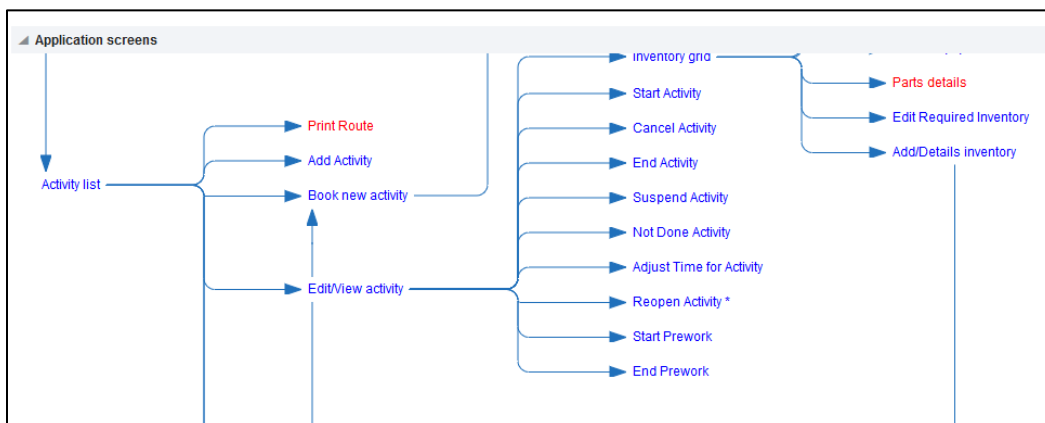 Application screens
Inventory grid
Parts details
Start Activity
Edit Required Inventory
Print Route
Cancel Activity
Add/Details inventory
Add Activity
End Activity
Activity list
Book new activity
Suspend Activity
Not Done Activity
Adjust Time for Activity
Edit/View activity
Reopen Activity *
Start Prework
End Prework